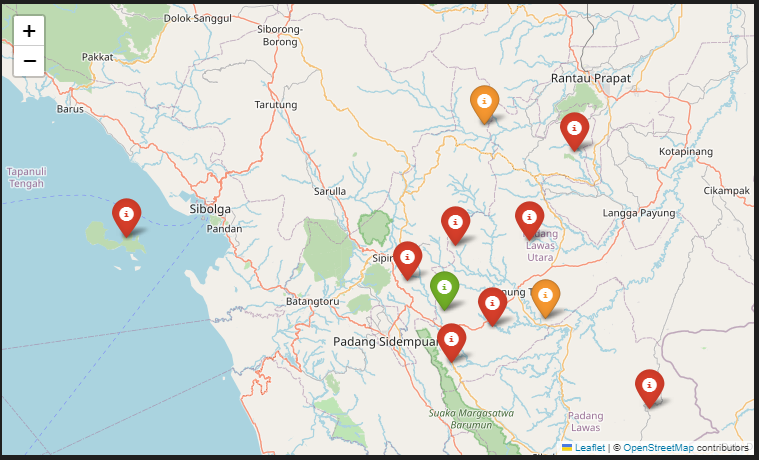 +
−
Dolok Sanggul
Siborong-
Borong
Pakkat
Rantau Prapat
Barus
Tarutung
Kotapinang
Tapanuli
Tengah
Sarulla
Cikampak
Sibolga
Langga Payung
Pandan
Lawas
Utara
Batangtoru
Padang Sidempuan
Suaka Margasatwa
Barumun
Padang
Lawas
Leaflet | © OpenStreetMap contributors